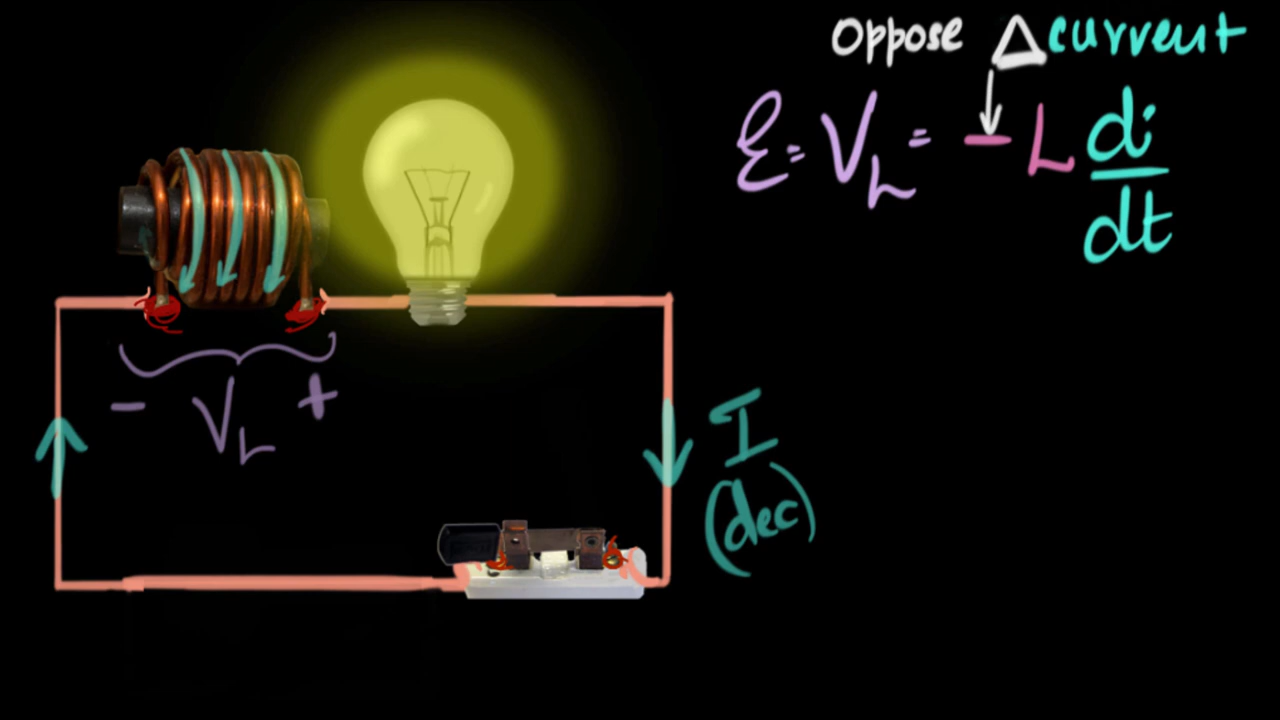 Oppose Δcurrent
ℰ = V_L = - L di/dt
- V_L +
I
(dec)